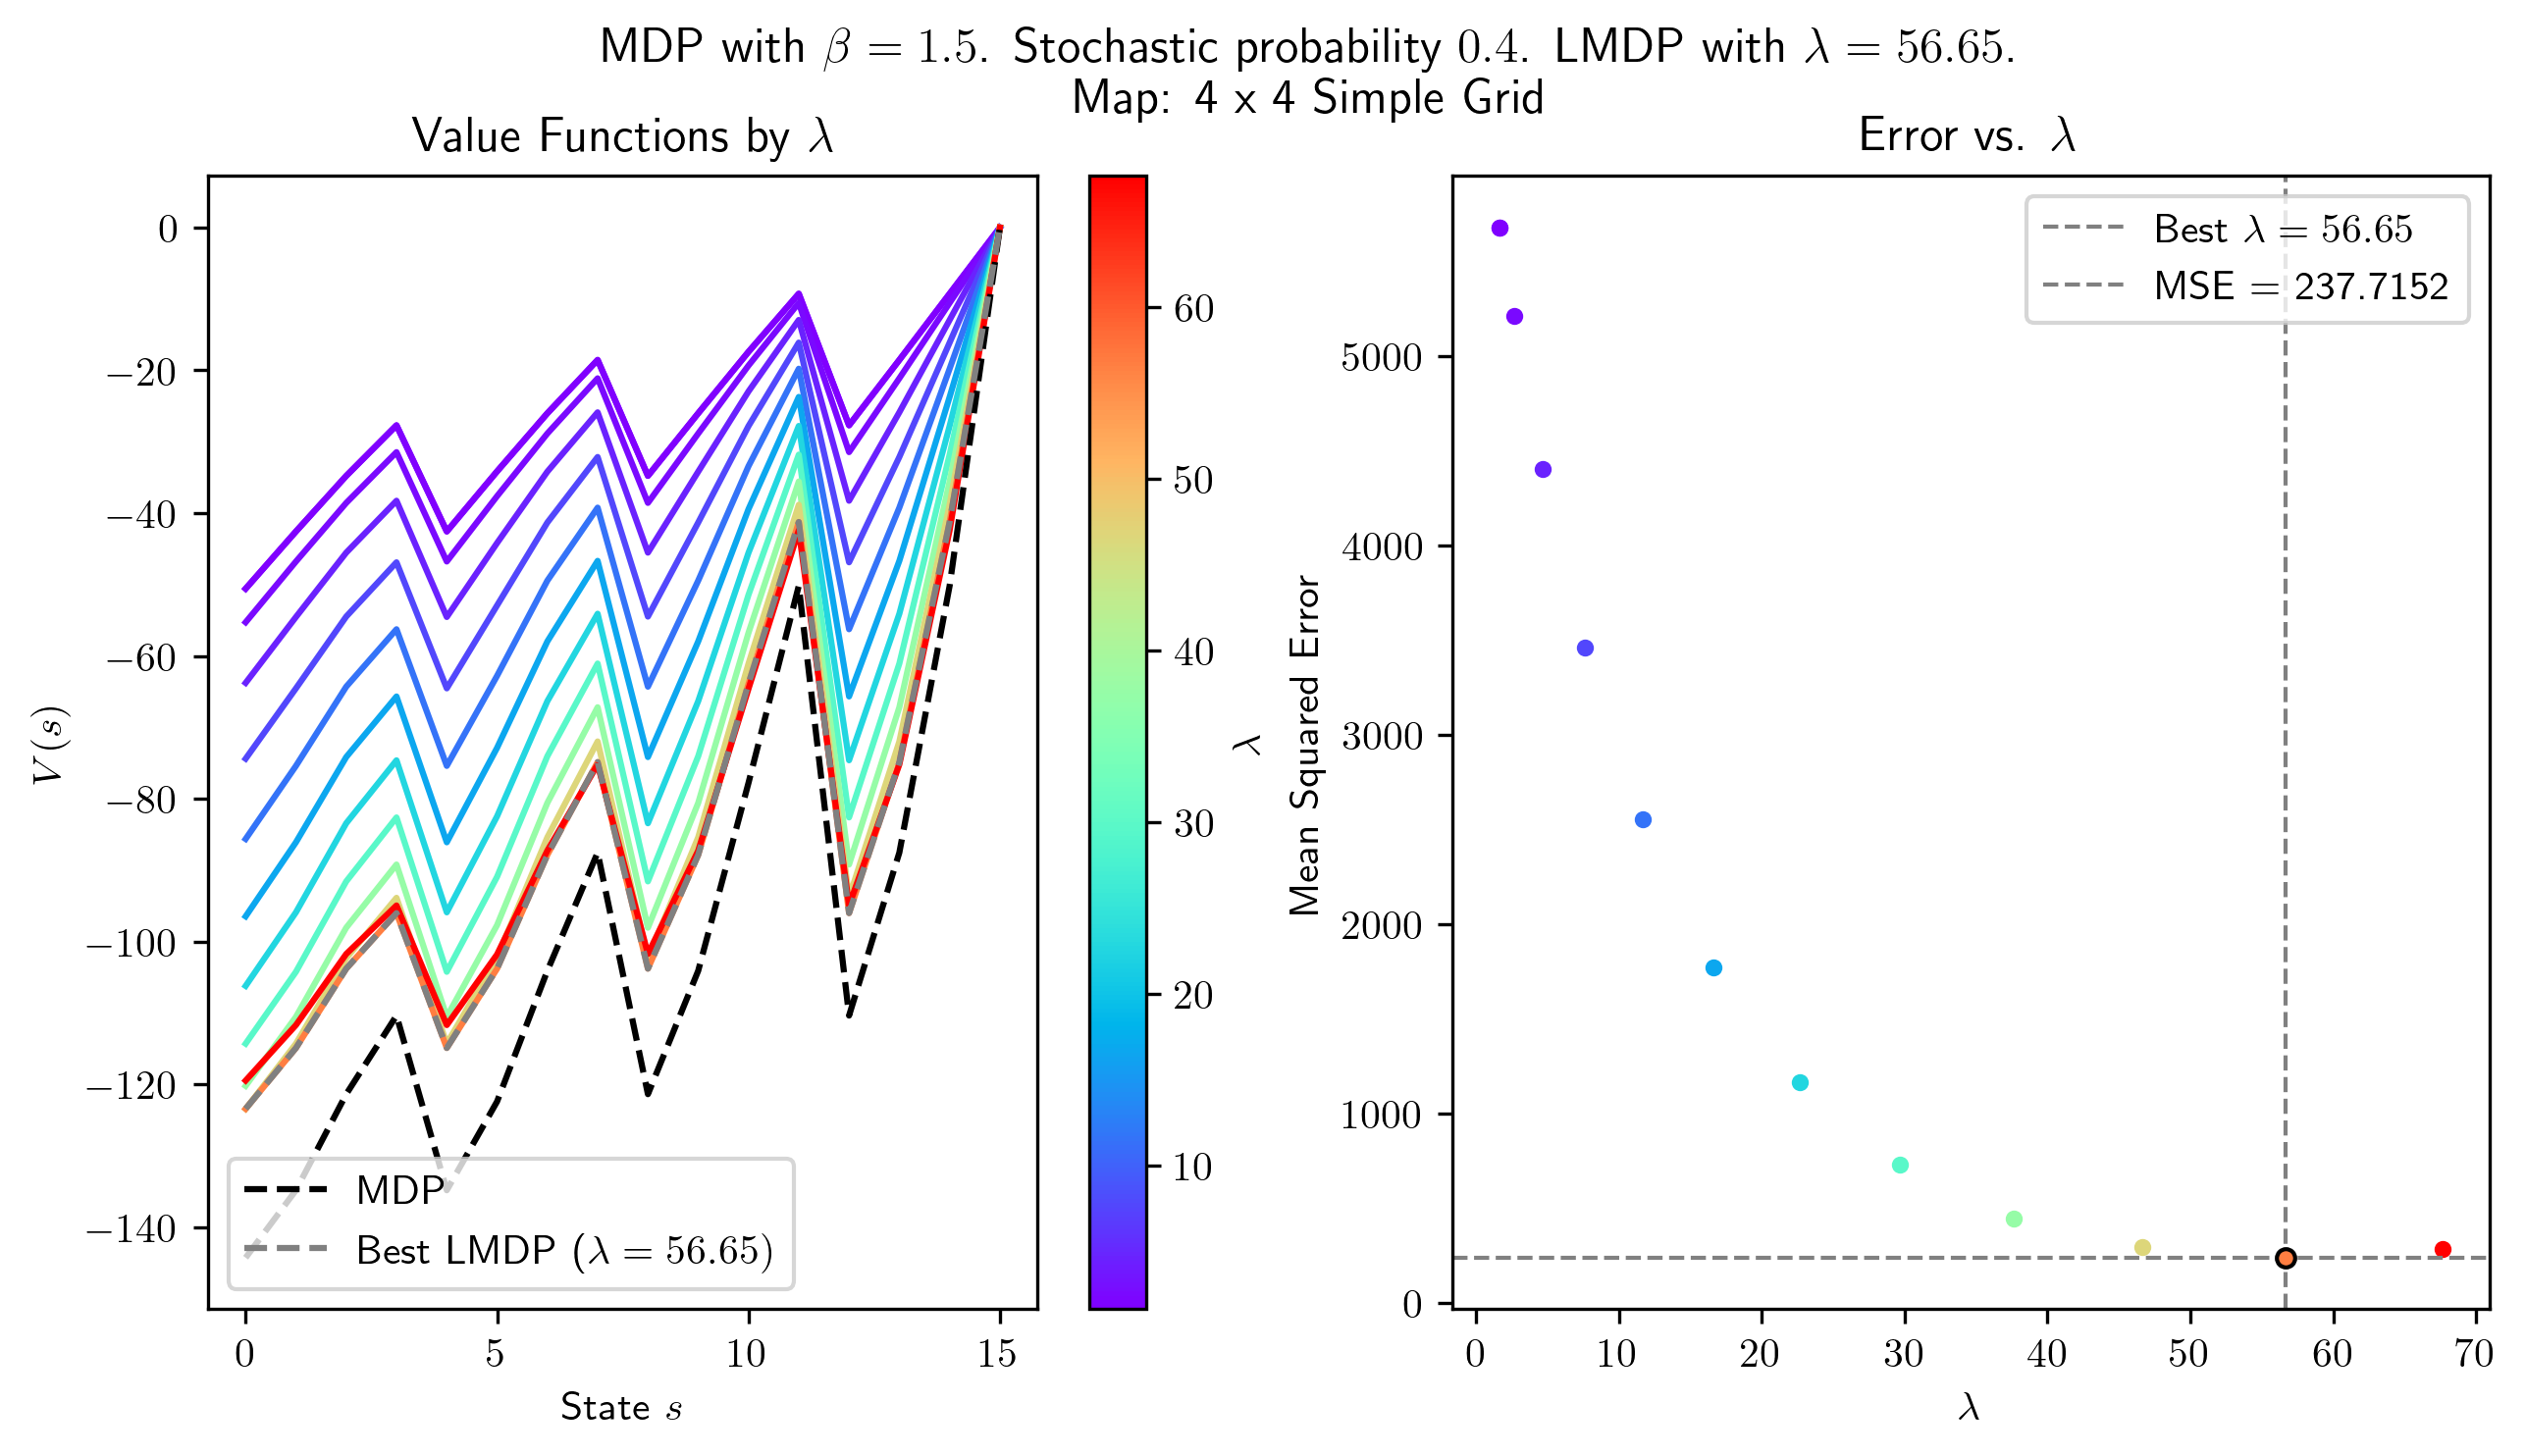 MDP with β = 1.5. Stochastic probability 0.4. LMDP with λ = 56.65.
Map: 4 x 4 Simple Grid
Value Functions by λ
0
−20
−40
−60
−80
−100
−120
−140
V(s)
MDP
Best LMDP (λ = 56.65)
0
5
10
15
State s
60
50
40
30
20
10
λ
Error vs. λ
Best λ = 56.65
MSE = 237.7152
5000
4000
3000
2000
1000
0
Mean Squared Error
0
10
20
30
40
50
60
70
λ